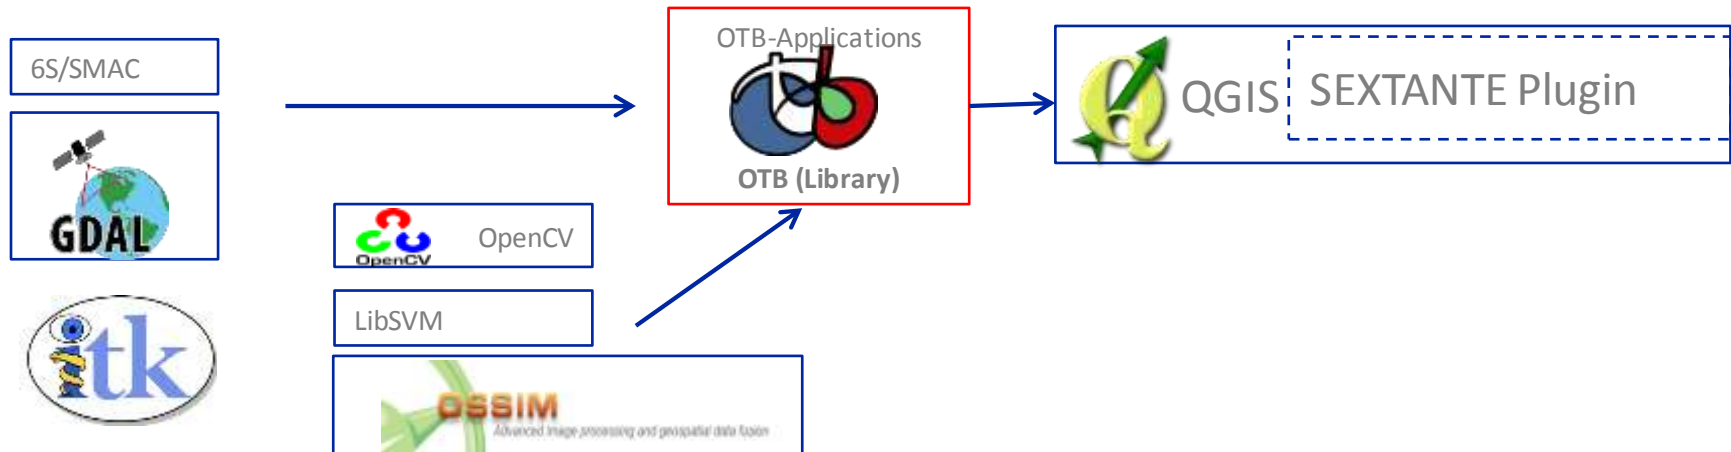 6S/SMAC
GDAL
itk
OpenCV
OpenCV
LibSVM
OSSIM
Advanced image processing and geospatial data fusion
OTB-Applications
OTB (Library)
QGIS
SEXTANTE Plugin